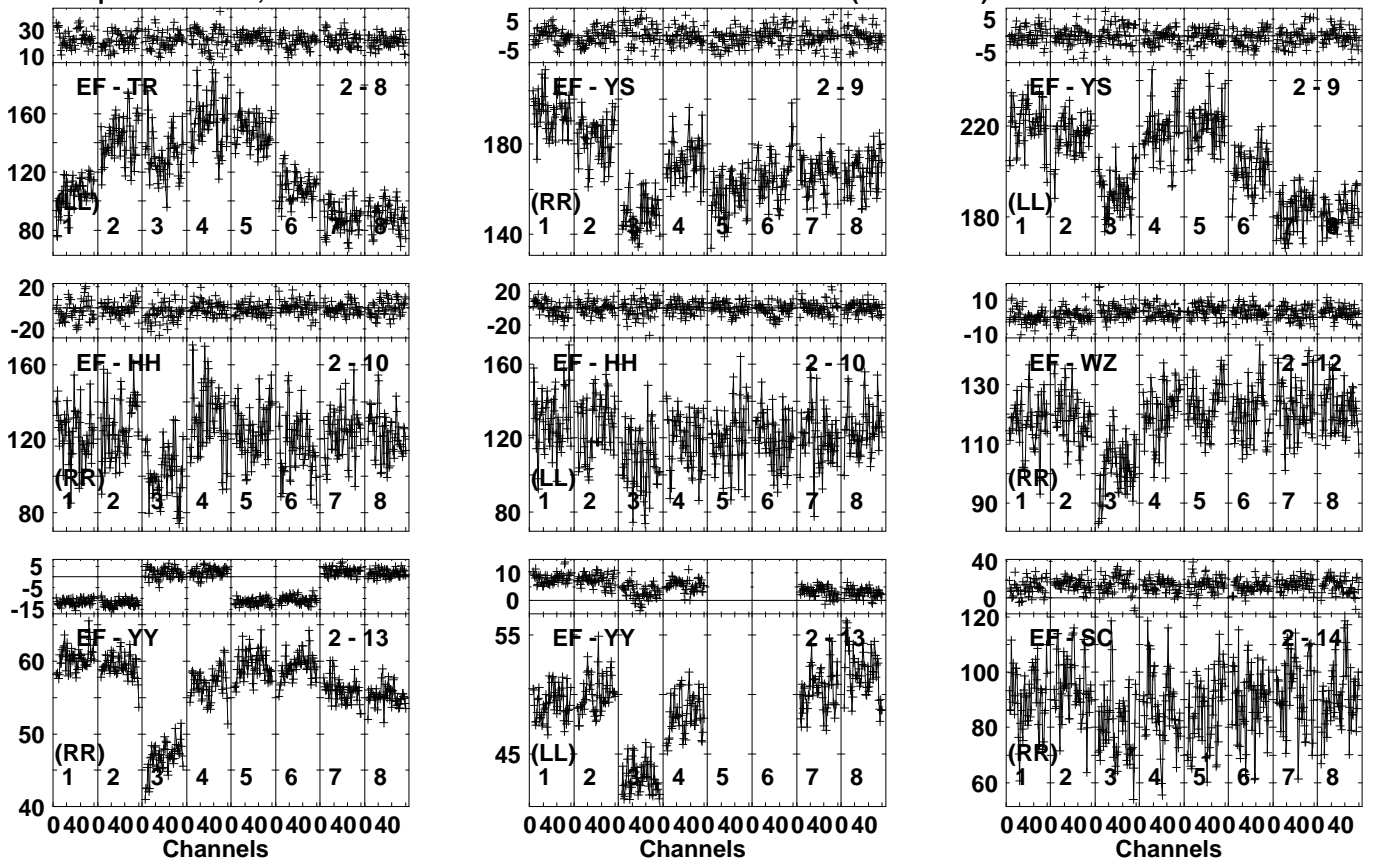 30
10
EF - TR 2 - 8
160
120
80
(LL)
1 2 3 4 5 6 7 8
5
-5
EF - YS 2 - 9
180
140
(RR)
1 2 3 4 5 6 7 8
5
-5
EF - YS 2 - 9
220
180
(LL)
1 2 3 4 5 6 7 8
20
-20
EF - HH 2 - 10
160
120
80
(RR)
1 2 3 4 5 6 7 8
20
-20
EF - HH 2 - 10
160
120
80
(LL)
1 2 3 4 5 6 7 8
10
-10
EF - WZ 2 - 12
130
110
90
(RR)
1 2 3 4 5 6 7 8
5
-5
-15
EF - YY 2 - 13
60
50
40
(RR)
1 2 3 4 5 6 7 8
0 40 0 40 0 40 0 40 0 40 0 40 0 40 0 40
Channels
10
0
EF - YY 2 - 13
55
45
(LL)
1 2 3 4 5 6 7 8
0 40 0 40 0 40 0 40 0 40 0 40 0 40 0 40
Channels
40
0
EF - SC 2 - 14
120
100
80
60
(RR)
1 2 3 4 5 6 7 8
0 40 0 40 0 40 0 40 0 40 0 40 0 40 0 40
Channels